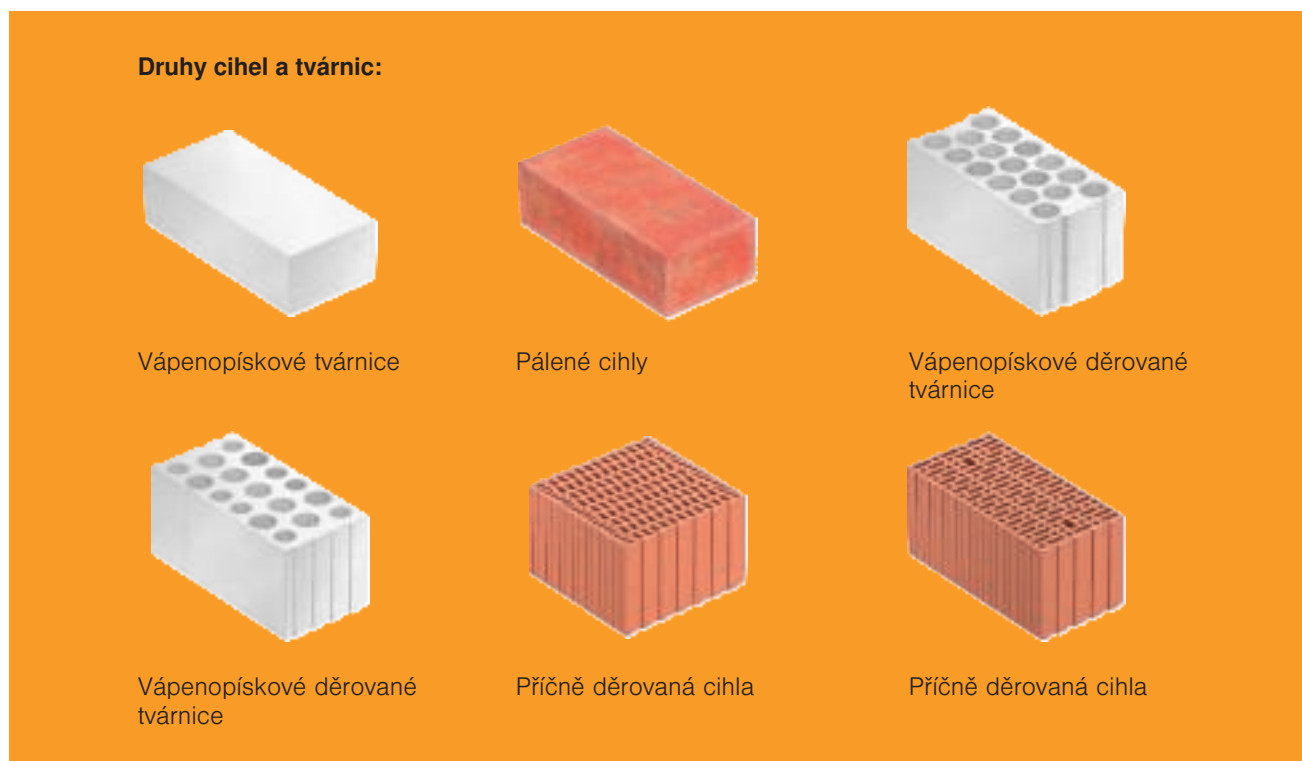 Druhy cihel a tvárnic:
Vápenopískové tvárnice
Pálené cihly
Vápenopískové děrované
tvárnice
Vápenopískové děrované
tvárnice
Příčně děrovaná cihla
Příčně děrovaná cihla